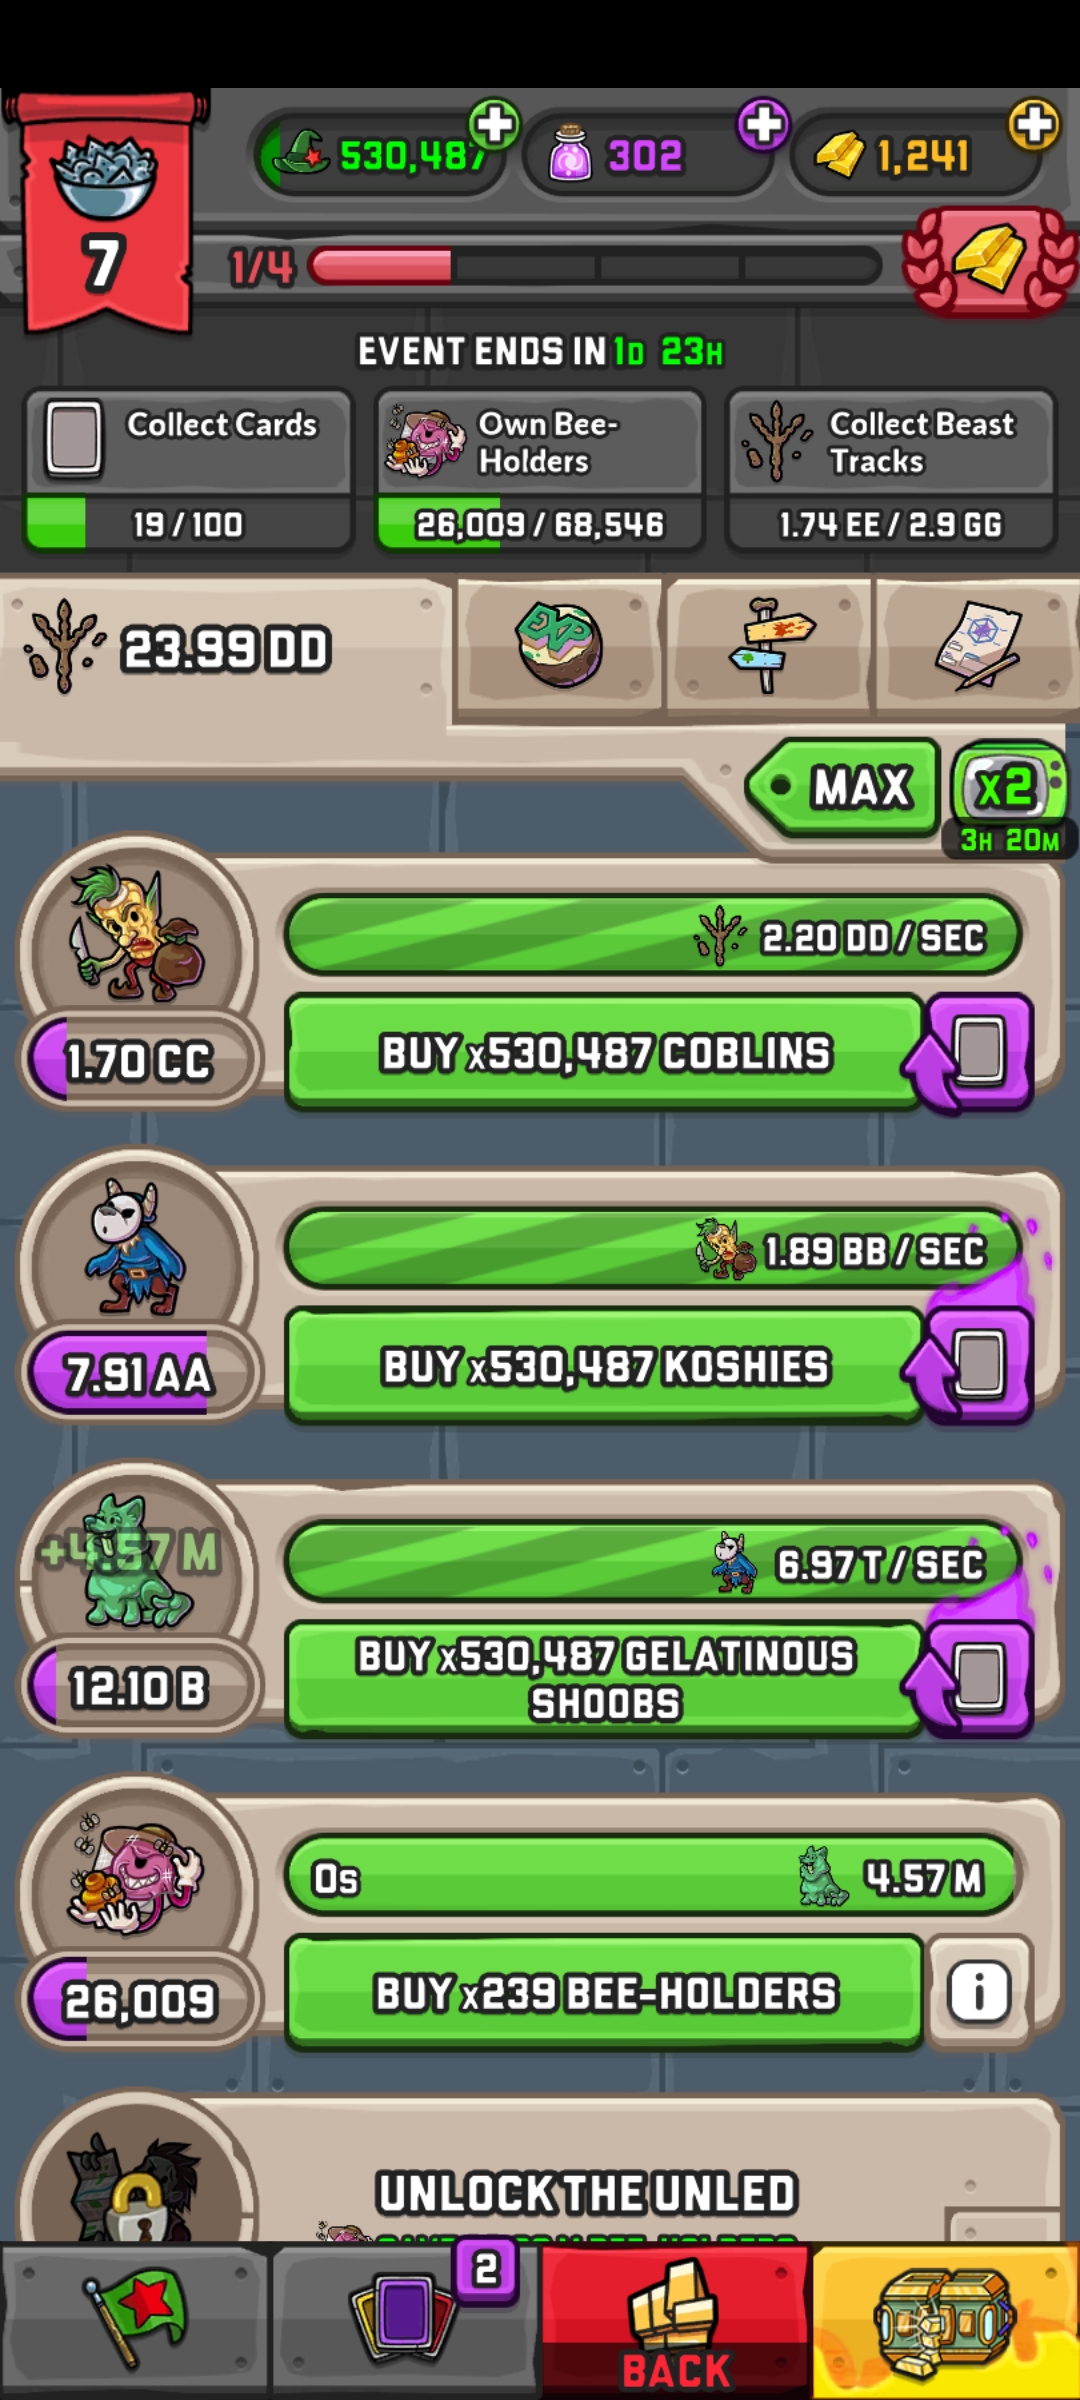 530,487
302
1,241
7
1/4
EVENT ENDS IN 1D 23H
Collect Cards
19 / 100
Own Bee-
Holders
26,009 / 68,546
Collect Beast
Tracks
1.74 EE / 2.9 GG
23.99 DD
EXP
MAX
x2
3H 20M
2.20 DD / SEC
1.70 CC
BUY x530,487 COBLINS
1.89 BB / SEC
7.91 AA
BUY x530,487 KOSHIES
+4.57 M
6.97 T / SEC
12.10 B
BUY x530,487 GELATINOUS
SHOOBS
0s
4.57 M
26,009
BUY x239 BEE-HOLDERS
i
UNLOCK THE UNLED
2
BACK